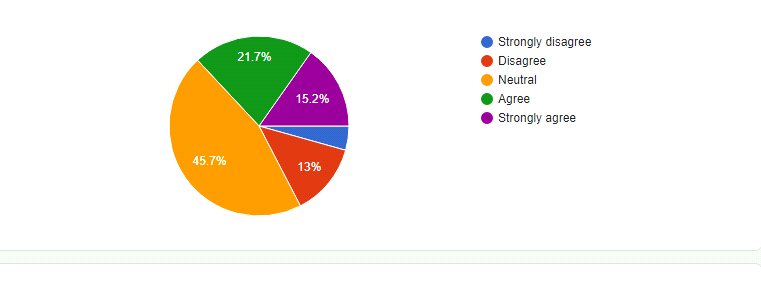 21.7%
15.2%
45.7%
13%
Strongly disagree
Disagree
Neutral
Agree
Strongly agree